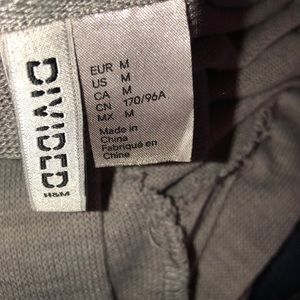 DIVIDED
H&M
EUR M
US M
CA M
CN 170/96A
MX M
Made in
China
Fabriqué en
Chine